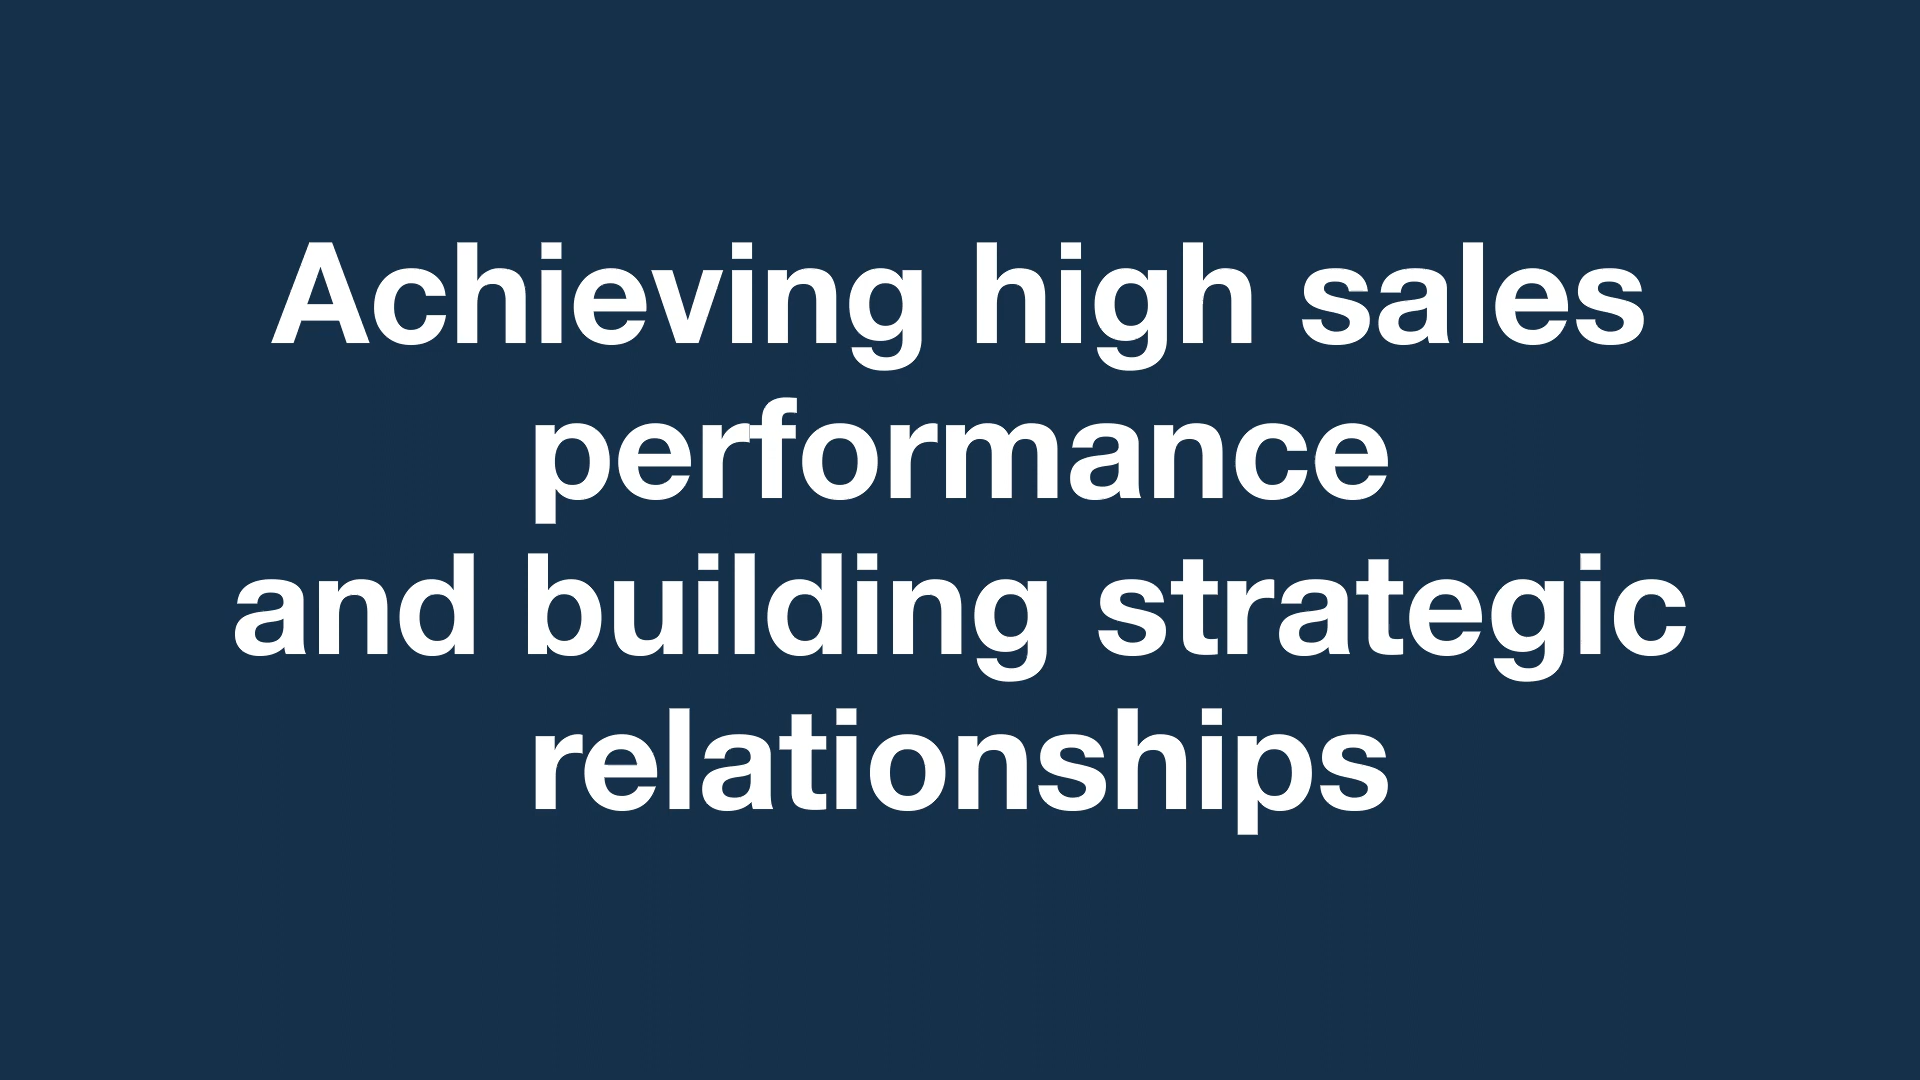 Achieving high sales
performance
and building strategic
relationships